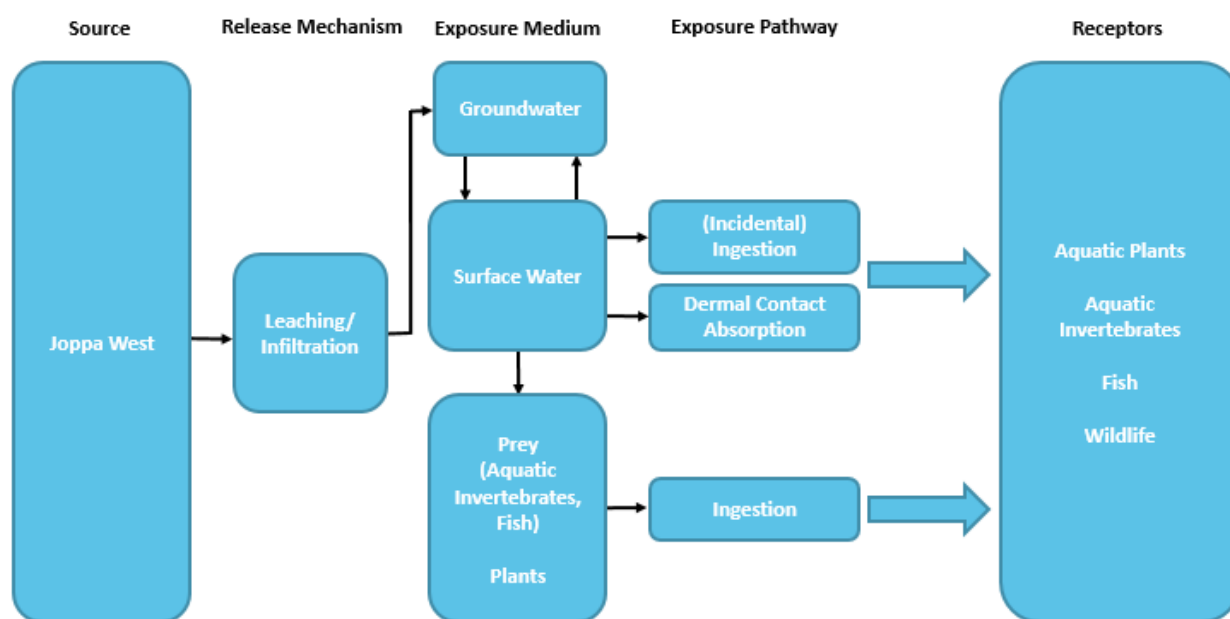 Source
Release Mechanism
Exposure Medium
Exposure Pathway
Receptors
Joppa West
Leaching/
Infiltration
Groundwater
Surface Water
Prey
(Aquatic
Invertebrates,
Fish)
Plants
(Incidental)
Ingestion
Dermal Contact
Absorption
Ingestion
Aquatic Plants
Aquatic
Invertebrates
Fish
Wildlife